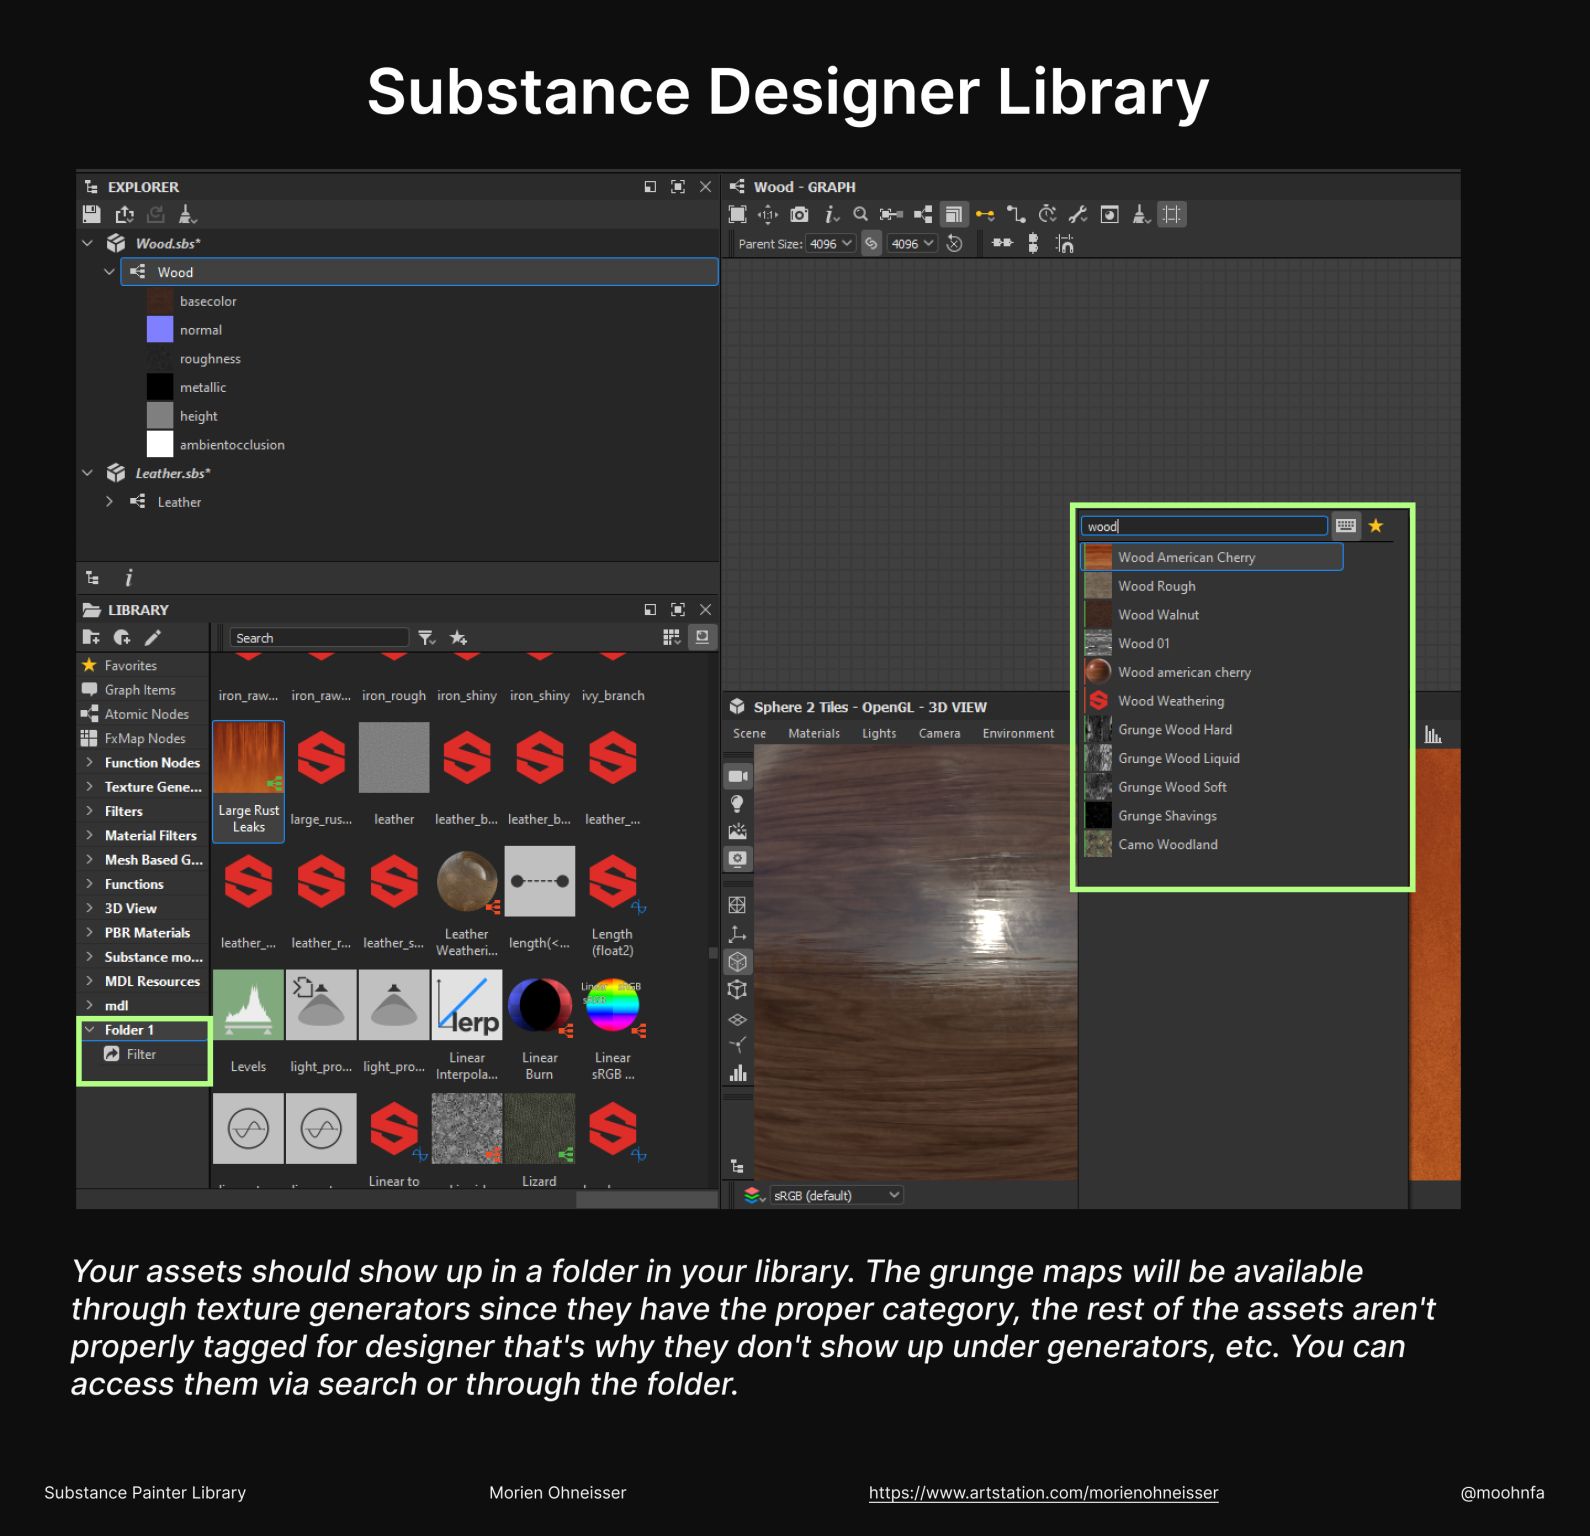 Substance Designer Library
EXPLORER
Wood.sbs*
Wood
basecolor
normal
roughness
metallic
height
ambientocclusion
Leather.sbs*
Leather
Wood - GRAPH
1:1
Parent Size: 4096 4096
wood
Wood American Cherry
Wood Rough
Wood Walnut
Wood 01
Wood american cherry
Wood Weathering
Grunge Wood Hard
Grunge Wood Liquid
Grunge Wood Soft
Grunge Shavings
Camo Woodland
LIBRARY
Search
Favorites
Graph Items
Atomic Nodes
FxMap Nodes
Function Nodes
Texture Gene...
Filters
Material Filters
Mesh Based G...
Functions
3D View
PBR Materials
Substance mo...
MDL Resources
mdl
Folder 1
Filter
iron_raw... iron_raw... iron_rough iron_shiny iron_shiny ivy_branch
Large Rust Leaks large_rus... leather leather_b... leather_b... leather_...
leather_... leather_r... leather_s... Leather Weatheri... length(<... Length (float2)
lerp
Linear sRGB
sRGB
Levels light_pro... light_pro... Linear Interpola... Linear Burn Linear sRGB ...
Linear to
Lizard
Sphere 2 Tiles - OpenGL - 3D VIEW
Scene Materials Lights Camera Environment
sRGB (default)
Your assets should show up in a folder in your library. The grunge maps will be available
through texture generators since they have the proper category, the rest of the assets aren't
properly tagged for designer that's why they don't show up under generators, etc. You can
access them via search or through the folder.
Substance Painter Library
Morien Ohneisser
https://www.artstation.com/morienohneisser
@moohnfa